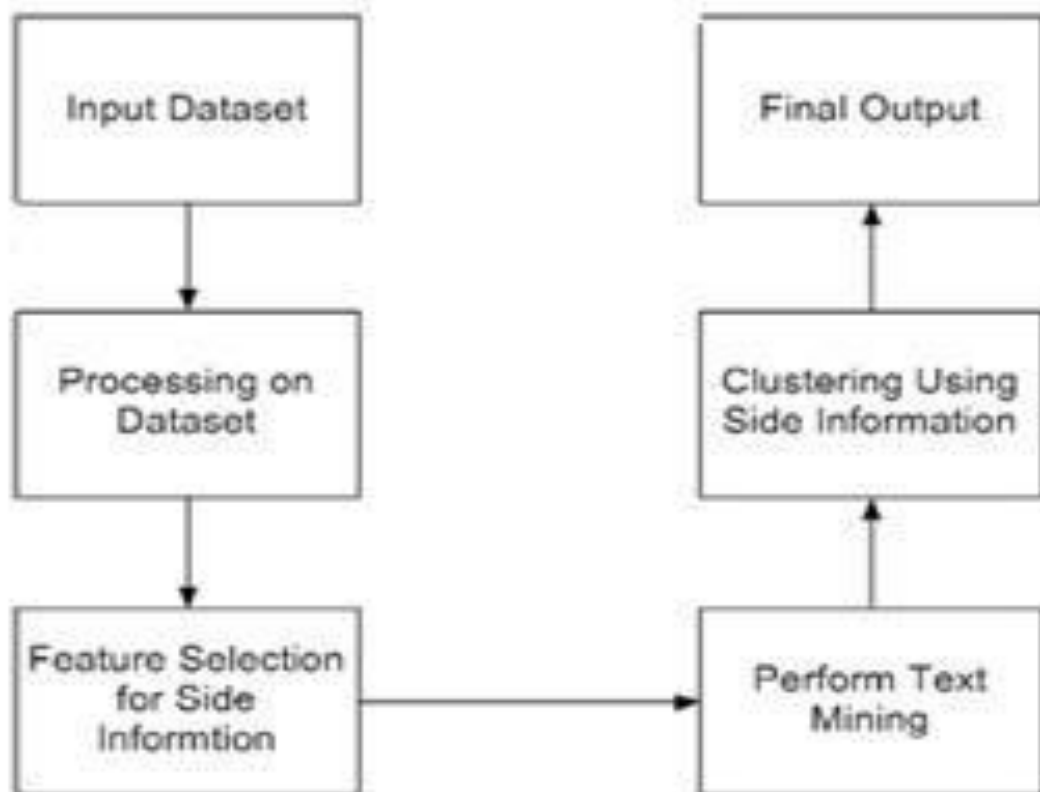 Input Dataset
Processing on
Dataset
Feature Selection
for Side
Informtion
Perform Text
Mining
Clustering Using
Side Information
Final Output